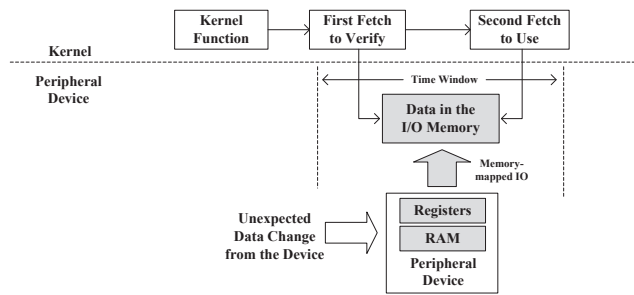 Kernel
Function
First Fetch
to Verify
Second Fetch
to Use
Kernel
Peripheral
Device
Time Window
Data in the
I/O Memory
Memory-
mapped IO
Registers
RAM
Peripheral
Device
Unexpected
Data Change
from the Device